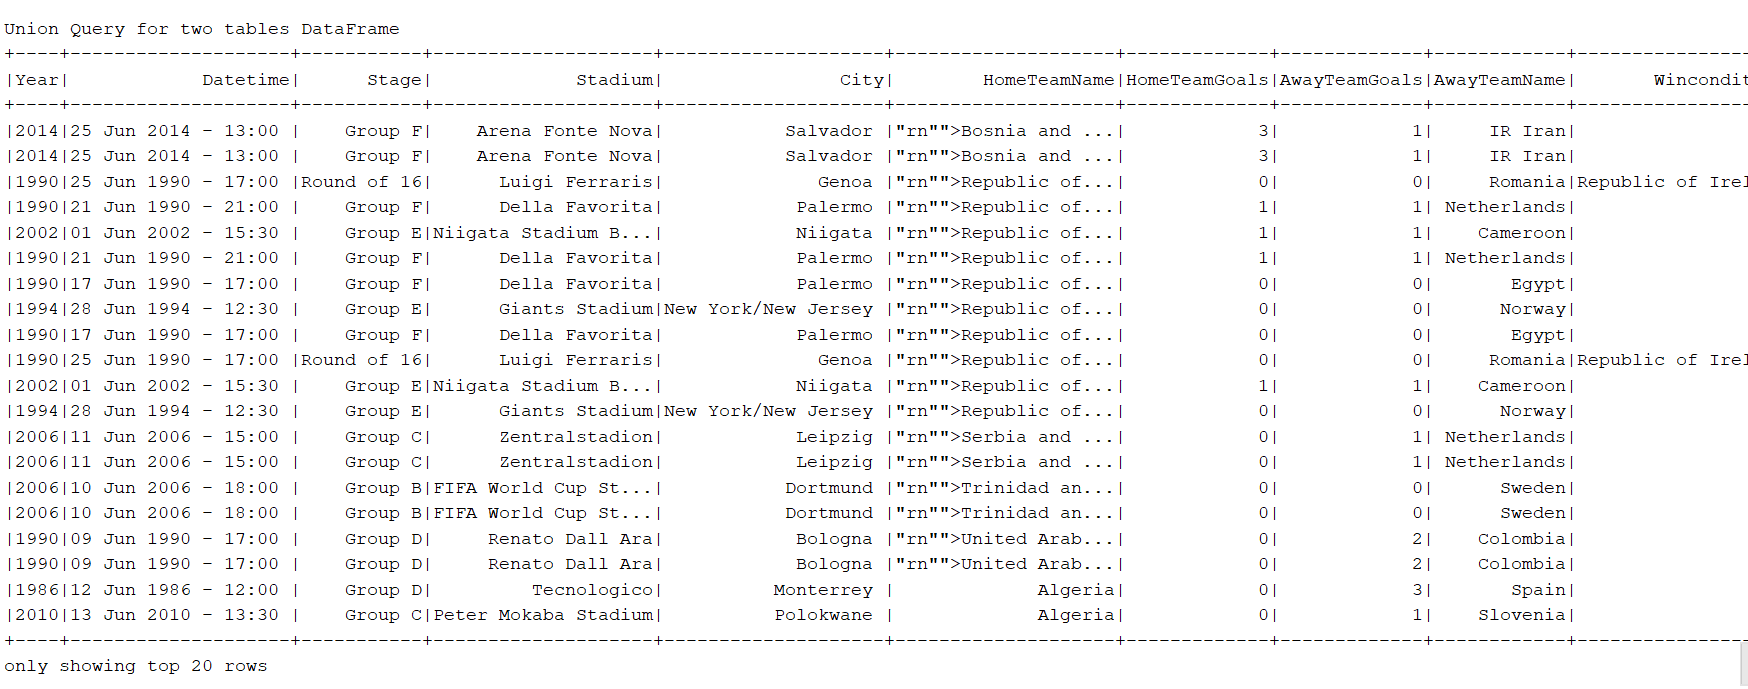 Union Query for two tables DataFrame
+----+--------------------+-----------+--------------------+--------------------+--------------------+-------------+-------------+------------+----------------
|Year|            Datetime|      Stage|             Stadium|                City|        HomeTeamName|HomeTeamGoals|AwayTeamGoals|AwayTeamName|       Wincondit
+----+--------------------+-----------+--------------------+--------------------+--------------------+-------------+-------------+------------+----------------
|2014|25 Jun 2014 - 13:00 |    Group F|    Arena Fonte Nova|           Salvador |"rn"">Bosnia and ...|            3|            1|     IR Iran|
|2014|25 Jun 2014 - 13:00 |    Group F|    Arena Fonte Nova|           Salvador |"rn"">Bosnia and ...|            3|            1|     IR Iran|
|1990|25 Jun 1990 - 17:00 |Round of 16|      Luigi Ferraris|              Genoa |"rn"">Republic of...|            0|            0|     Romania|Republic of Irel
|1990|21 Jun 1990 - 21:00 |    Group F|      Della Favorita|            Palermo |"rn"">Republic of...|            1|            1| Netherlands|
|2002|01 Jun 2002 - 15:30 |    Group E|Niigata Stadium B...|            Niigata |"rn"">Republic of...|            1|            1|    Cameroon|
|1990|21 Jun 1990 - 21:00 |    Group F|      Della Favorita|            Palermo |"rn"">Republic of...|            1|            1| Netherlands|
|1990|17 Jun 1990 - 17:00 |    Group F|      Della Favorita|            Palermo |"rn"">Republic of...|            0|            0|       Egypt|
|1994|28 Jun 1994 - 12:30 |    Group E|      Giants Stadium|New York/New Jersey |"rn"">Republic of...|            0|            0|      Norway|
|1990|17 Jun 1990 - 17:00 |    Group F|      Della Favorita|            Palermo |"rn"">Republic of...|            0|            0|       Egypt|
|1990|25 Jun 1990 - 17:00 |Round of 16|      Luigi Ferraris|              Genoa |"rn"">Republic of...|            0|            0|     Romania|Republic of Irel
|2002|01 Jun 2002 - 15:30 |    Group E|Niigata Stadium B...|            Niigata |"rn"">Republic of...|            1|            1|    Cameroon|
|1994|28 Jun 1994 - 12:30 |    Group E|      Giants Stadium|New York/New Jersey |"rn"">Republic of...|            0|            0|      Norway|
|2006|11 Jun 2006 - 15:00 |    Group C|      Zentralstadion|            Leipzig |"rn"">Serbia and ...|            0|            1| Netherlands|
|2006|11 Jun 2006 - 15:00 |    Group C|      Zentralstadion|            Leipzig |"rn"">Serbia and ...|            0|            1| Netherlands|
|2006|10 Jun 2006 - 18:00 |    Group B|FIFA World Cup St...|           Dortmund |"rn"">Trinidad an...|            0|            0|      Sweden|
|2006|10 Jun 2006 - 18:00 |    Group B|FIFA World Cup St...|           Dortmund |"rn"">Trinidad an...|            0|            0|      Sweden|
|1990|09 Jun 1990 - 17:00 |    Group D|     Renato Dall Ara|            Bologna |"rn"">United Arab...|            0|            2|    Colombia|
|1990|09 Jun 1990 - 17:00 |    Group D|     Renato Dall Ara|            Bologna |"rn"">United Arab...|            0|            2|    Colombia|
|1986|12 Jun 1986 - 12:00 |    Group D|         Tecnologico|          Monterrey |             Algeria|            0|            3|       Spain|
|2010|13 Jun 2010 - 13:30 |    Group C|Peter Mokaba Stadium|          Polokwane |             Algeria|            0|            1|    Slovenia|
+----+--------------------+-----------+--------------------+--------------------+--------------------+-------------+-------------+------------+----------------
only showing top 20 rows